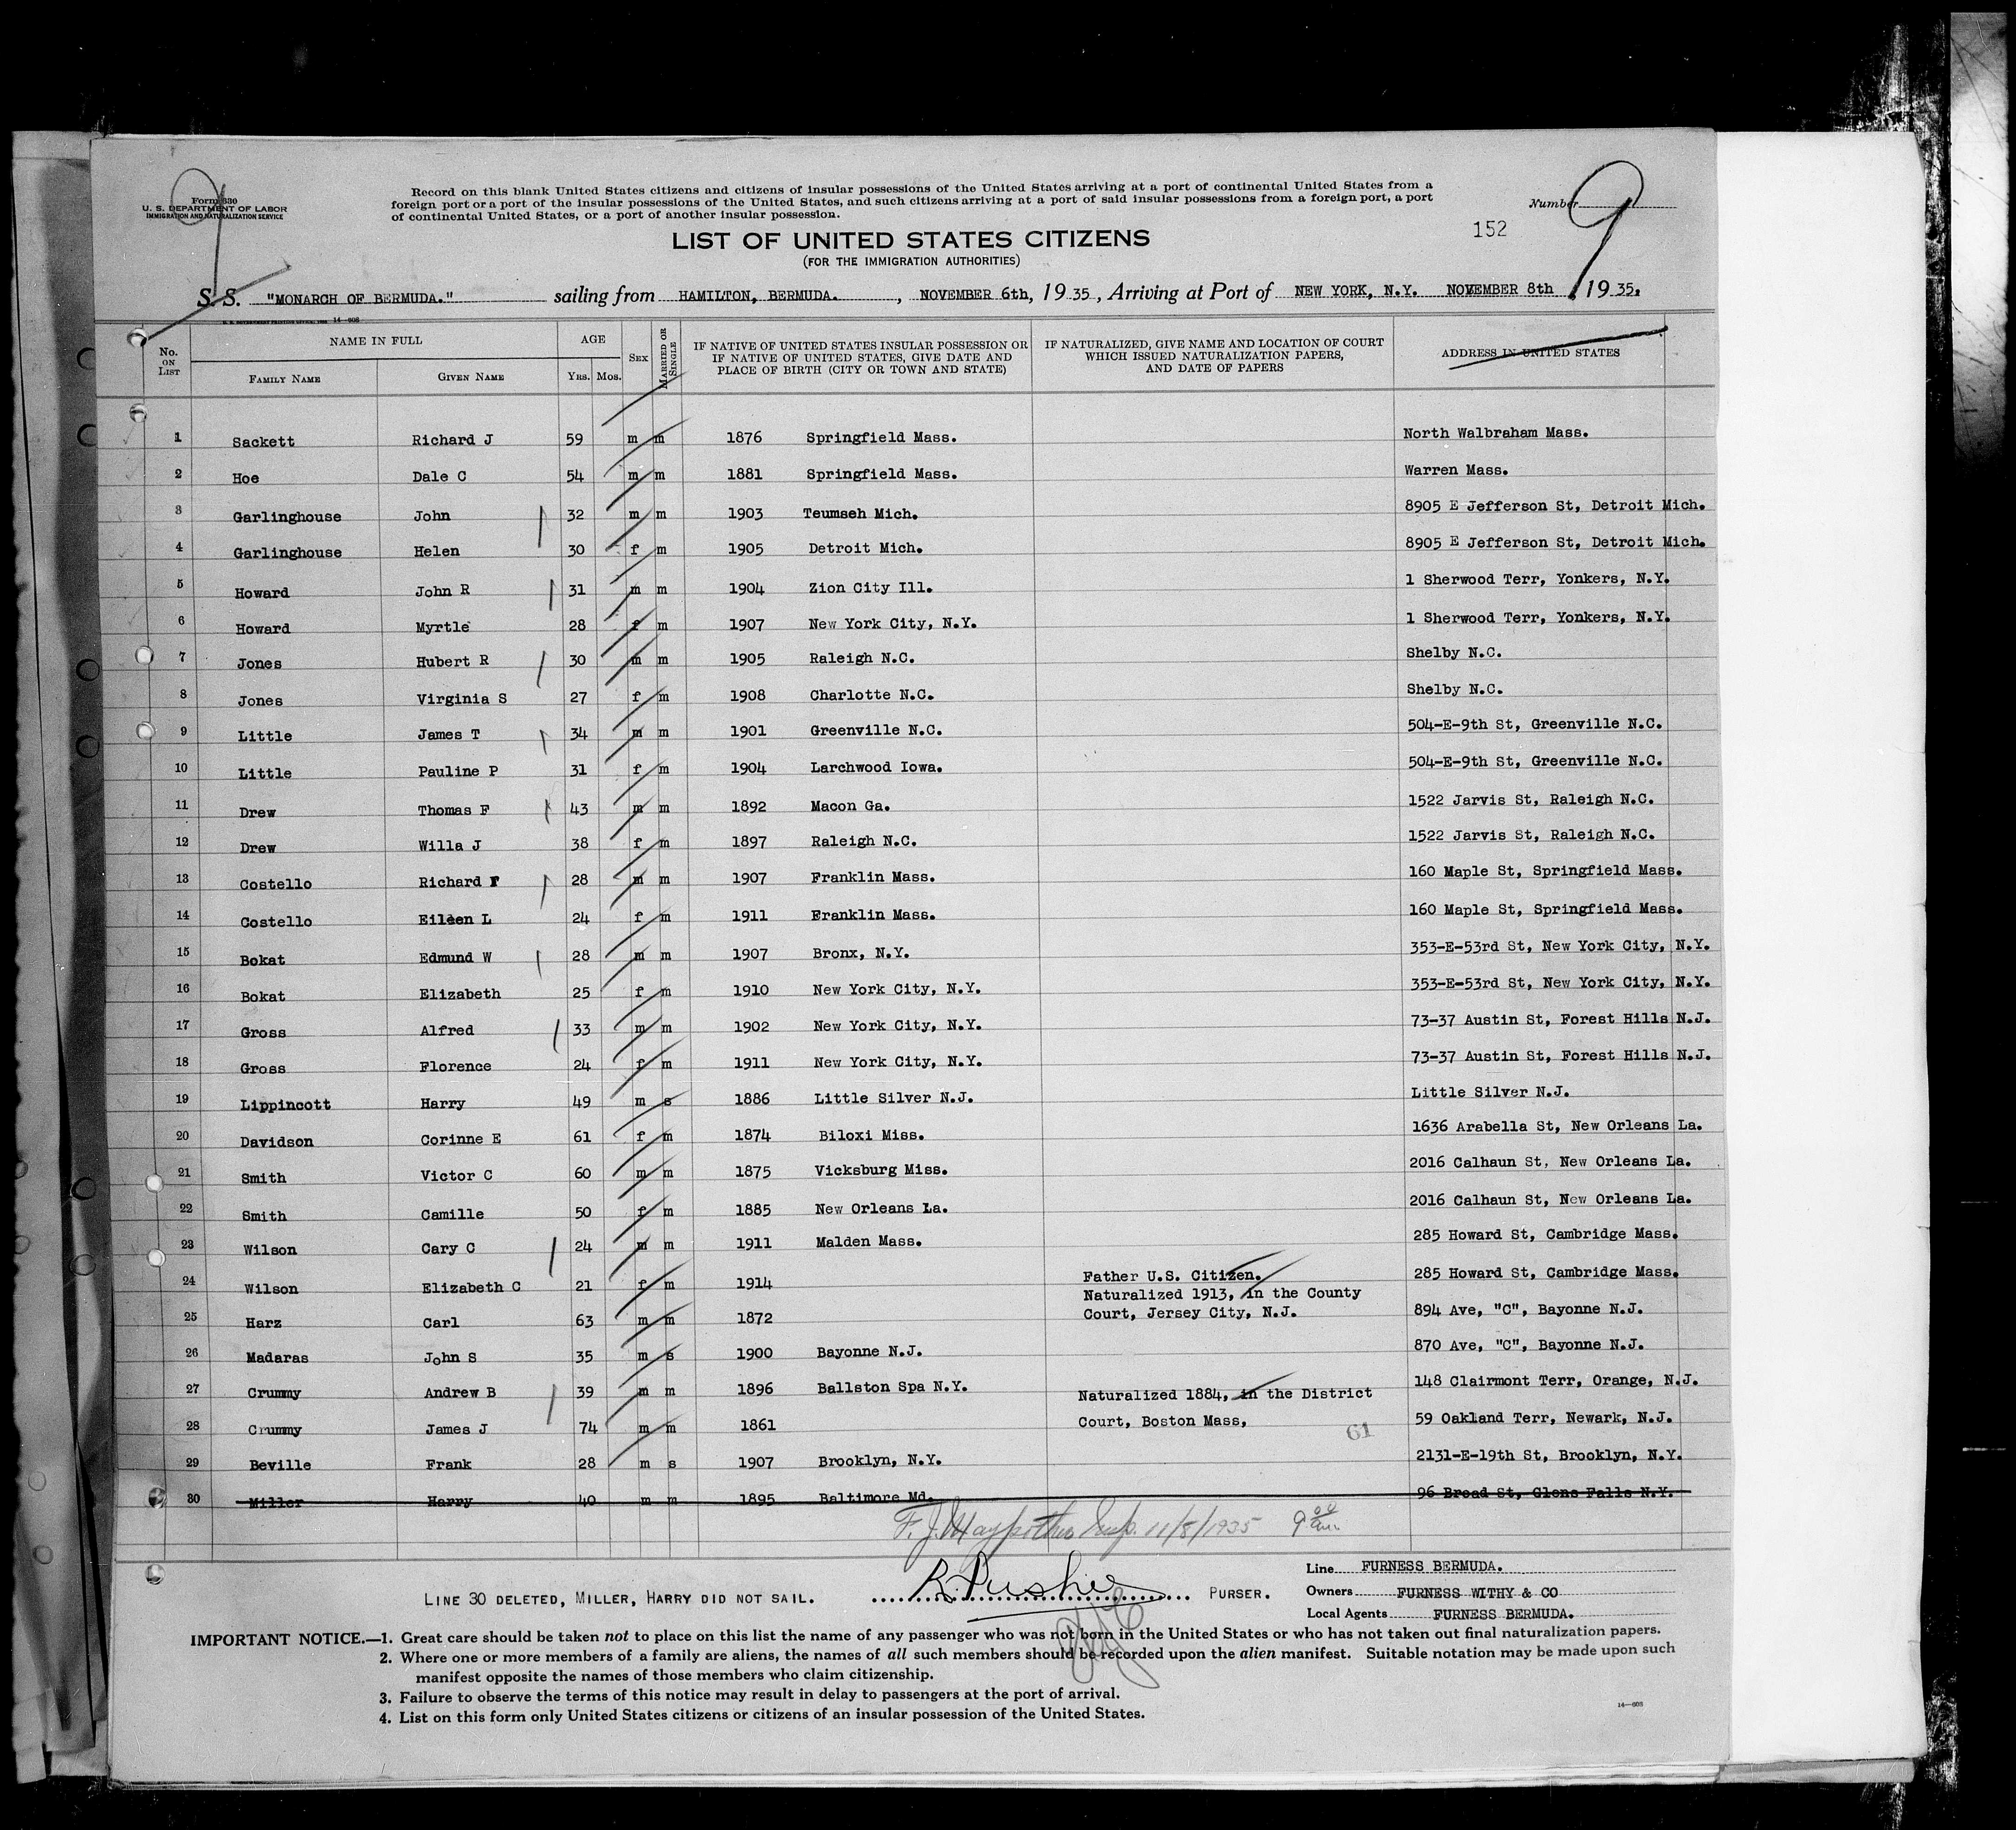 Form 630
U. S. DEPARTMENT OF LABOR
IMMIGRATION AND NATURALIZATION SERVICE
Record on this blank United States citizens and citizens of insular possessions of the United States arriving at a port of continental United States from a
foreign port or a port of the insular possessions of the United States, and such citizens arriving at a port of said insular possessions from a foreign port, a port
of continental United States, or a port of another insular possession.
Number 9
152
9
LIST OF UNITED STATES CITIZENS
(FOR THE IMMIGRATION AUTHORITIES)
S. S. "MONARCH OF BERMUDA." sailing from HAMILTON, BERMUDA. , NOVEMBER 6th, 19 35, Arriving at Port of NEW YORK, N.Y. NOVEMBER 8th , 19 35.
No. ON LIST NAME IN FULL FAMILY NAME GIVEN NAME AGE YRS. MOS. SEX MARRIED OR SINGLE IF NATIVE OF UNITED STATES INSULAR POSSESSION OR IF NATIVE OF UNITED STATES, GIVE DATE AND PLACE OF BIRTH (CITY OR TOWN AND STATE) IF NATURALIZED, GIVE NAME AND LOCATION OF COURT WHICH ISSUED NATURALIZATION PAPERS, AND DATE OF PAPERS ADDRESS IN UNITED STATES
1 Sackett Richard J 59 m m 1876 Springfield Mass. North Walbraham Mass.
2 Hoe Dale C 54 m m 1881 Springfield Mass. Warren Mass.
3 Garlinghouse John 32 m m 1903 Teumseh Mich. 8905 E Jefferson St, Detroit Mich.
4 Garlinghouse Helen 30 f m 1905 Detroit Mich. 8905 E Jefferson St, Detroit Mich.
5 Howard John R 31 m m 1904 Zion City Ill. 1 Sherwood Terr, Yonkers, N.Y.
6 Howard Myrtle 28 f m 1907 New York City, N.Y. 1 Sherwood Terr, Yonkers, N.Y.
7 Jones Hubert R 30 m m 1905 Raleigh N.C. Shelby N.C.
8 Jones Virginia S 27 f m 1908 Charlotte N.C. Shelby N.C.
9 Little James T 34 m m 1901 Greenville N.C. 504-E-9th St, Greenville N.C.
10 Little Pauline P 31 f m 1904 Larchwood Iowa. 504-E-9th St, Greenville N.C.
11 Drew Thomas F 43 m m 1892 Macon Ga. 1522 Jarvis St, Raleigh N.C.
12 Drew Willa J 38 f m 1897 Raleigh N.C. 1522 Jarvis St, Raleigh N.C.
13 Costello Richard F 28 m m 1907 Franklin Mass. 160 Maple St, Springfield Mass.
14 Costello Eileen L 24 f m 1911 Franklin Mass. 160 Maple St, Springfield Mass.
15 Bokat Edmund W 28 m m 1907 Bronx, N.Y. 353-E-53rd St, New York City, N.Y.
16 Bokat Elizabeth 25 f m 1910 New York City, N.Y. 353-E-53rd St, New York City, N.Y.
17 Gross Alfred 33 m m 1902 New York City, N.Y. 73-37 Austin St, Forest Hills N.J.
18 Gross Florence 24 f m 1911 New York City, N.Y. 73-37 Austin St, Forest Hills N.J.
19 Lippincott Harry 49 m s 1886 Little Silver N.J. Little Silver N.J.
20 Davidson Corinne E 61 f m 1874 Biloxi Miss. 1636 Arabella St, New Orleans La.
21 Smith Victor C 60 m m 1875 Vicksburg Miss. 2016 Calhaun St, New Orleans La.
22 Smith Camille 50 f m 1885 New Orleans La. 2016 Calhaun St, New Orleans La.
23 Wilson Cary C 24 m m 1911 Malden Mass. 285 Howard St, Cambridge Mass.
24 Wilson Elizabeth C 21 f m 1914 Father U.S. Citizen. 285 Howard St, Cambridge Mass.
Naturalized 1913, in the County
25 Harz Carl 63 m m 1872 Court, Jersey City, N.J. 894 Ave, "C", Bayonne N.J.
26 Madaras John S 35 m s 1900 Bayonne N.J. 870 Ave, "C", Bayonne N.J.
27 Crummy Andrew B 39 m m 1896 Ballston Spa N.Y. Naturalized 1884, in the District 148 Clairmont Terr, Orange, N.J.
28 Crummy James J 74 m m 1861 Court, Boston Mass, 59 Oakland Terr, Newark, N.J.
61
29 Beville Frank 28 m s 1907 Brooklyn, N.Y. 2131-E-19th St, Brooklyn, N.Y.
30 Miller Harry 40 m m 1895 Baltimore Md. 96 Broad St, Glens Falls N.Y.
11/8/1935 9 00 am.
Line FURNESS BERMUDA.
LINE 30 DELETED, MILLER, HARRY DID NOT SAIL. PURSER.
Owners FURNESS WITHY & CO
Local Agents FURNESS BERMUDA.
IMPORTANT NOTICE.—1. Great care should be taken not to place on this list the name of any passenger who was not born in the United States or who has not taken out final naturalization papers.
2. Where one or more members of a family are aliens, the names of all such members should be recorded upon the alien manifest. Suitable notation may be made upon such
manifest opposite the names of those members who claim citizenship.
3. Failure to observe the terms of this notice may result in delay to passengers at the port of arrival.
4. List on this form only United States citizens or citizens of an insular possession of the United States.